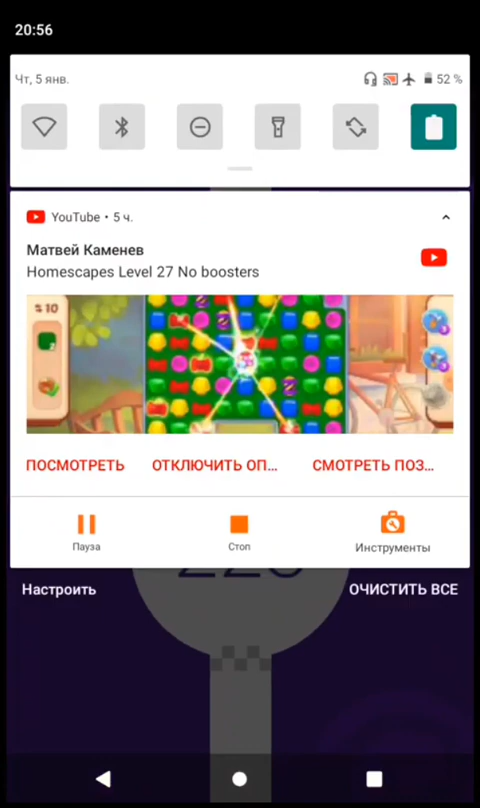 20:56
Чт, 5 янв.
52 %
YouTube • 5 ч.
Матвей Каменев
Homescapes Level 27 No boosters
10
ПОСМОТРЕТЬ
ОТКЛЮЧИТЬ ОП...
СМОТРЕТЬ ПОЗ...
Пауза
Стоп
Инструменты
Настроить
ОЧИСТИТЬ ВСЕ